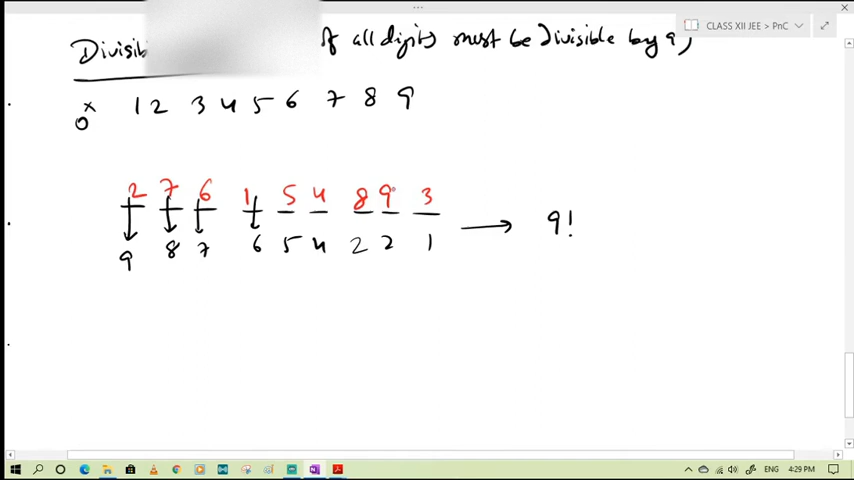 CLASS XII JEE > PnC
all digits must be divisible by 9)
0 × 1 2 3 4 5 6 7 8 9
2 7 6 1 5 4 8 9 3
9 8 7 6 5 4 2 2 1 → 9!
ENG 4:29 PM